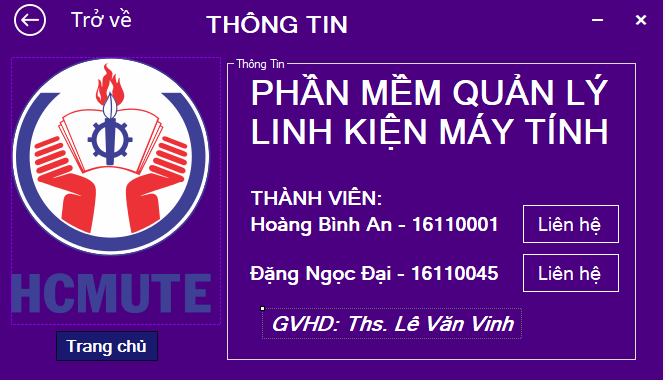 Trở về
THÔNG TIN
Thông Tin
PHẦN MỀM QUẢN LÝ
LINH KIỆN MÁY TÍNH
THÀNH VIÊN:
Hoàng Bình An - 16110001
Liên hệ
Đặng Ngọc Đại - 16110045
Liên hệ
GVHD: Ths. Lê Văn Vinh
HCMUTE
Trang chủ